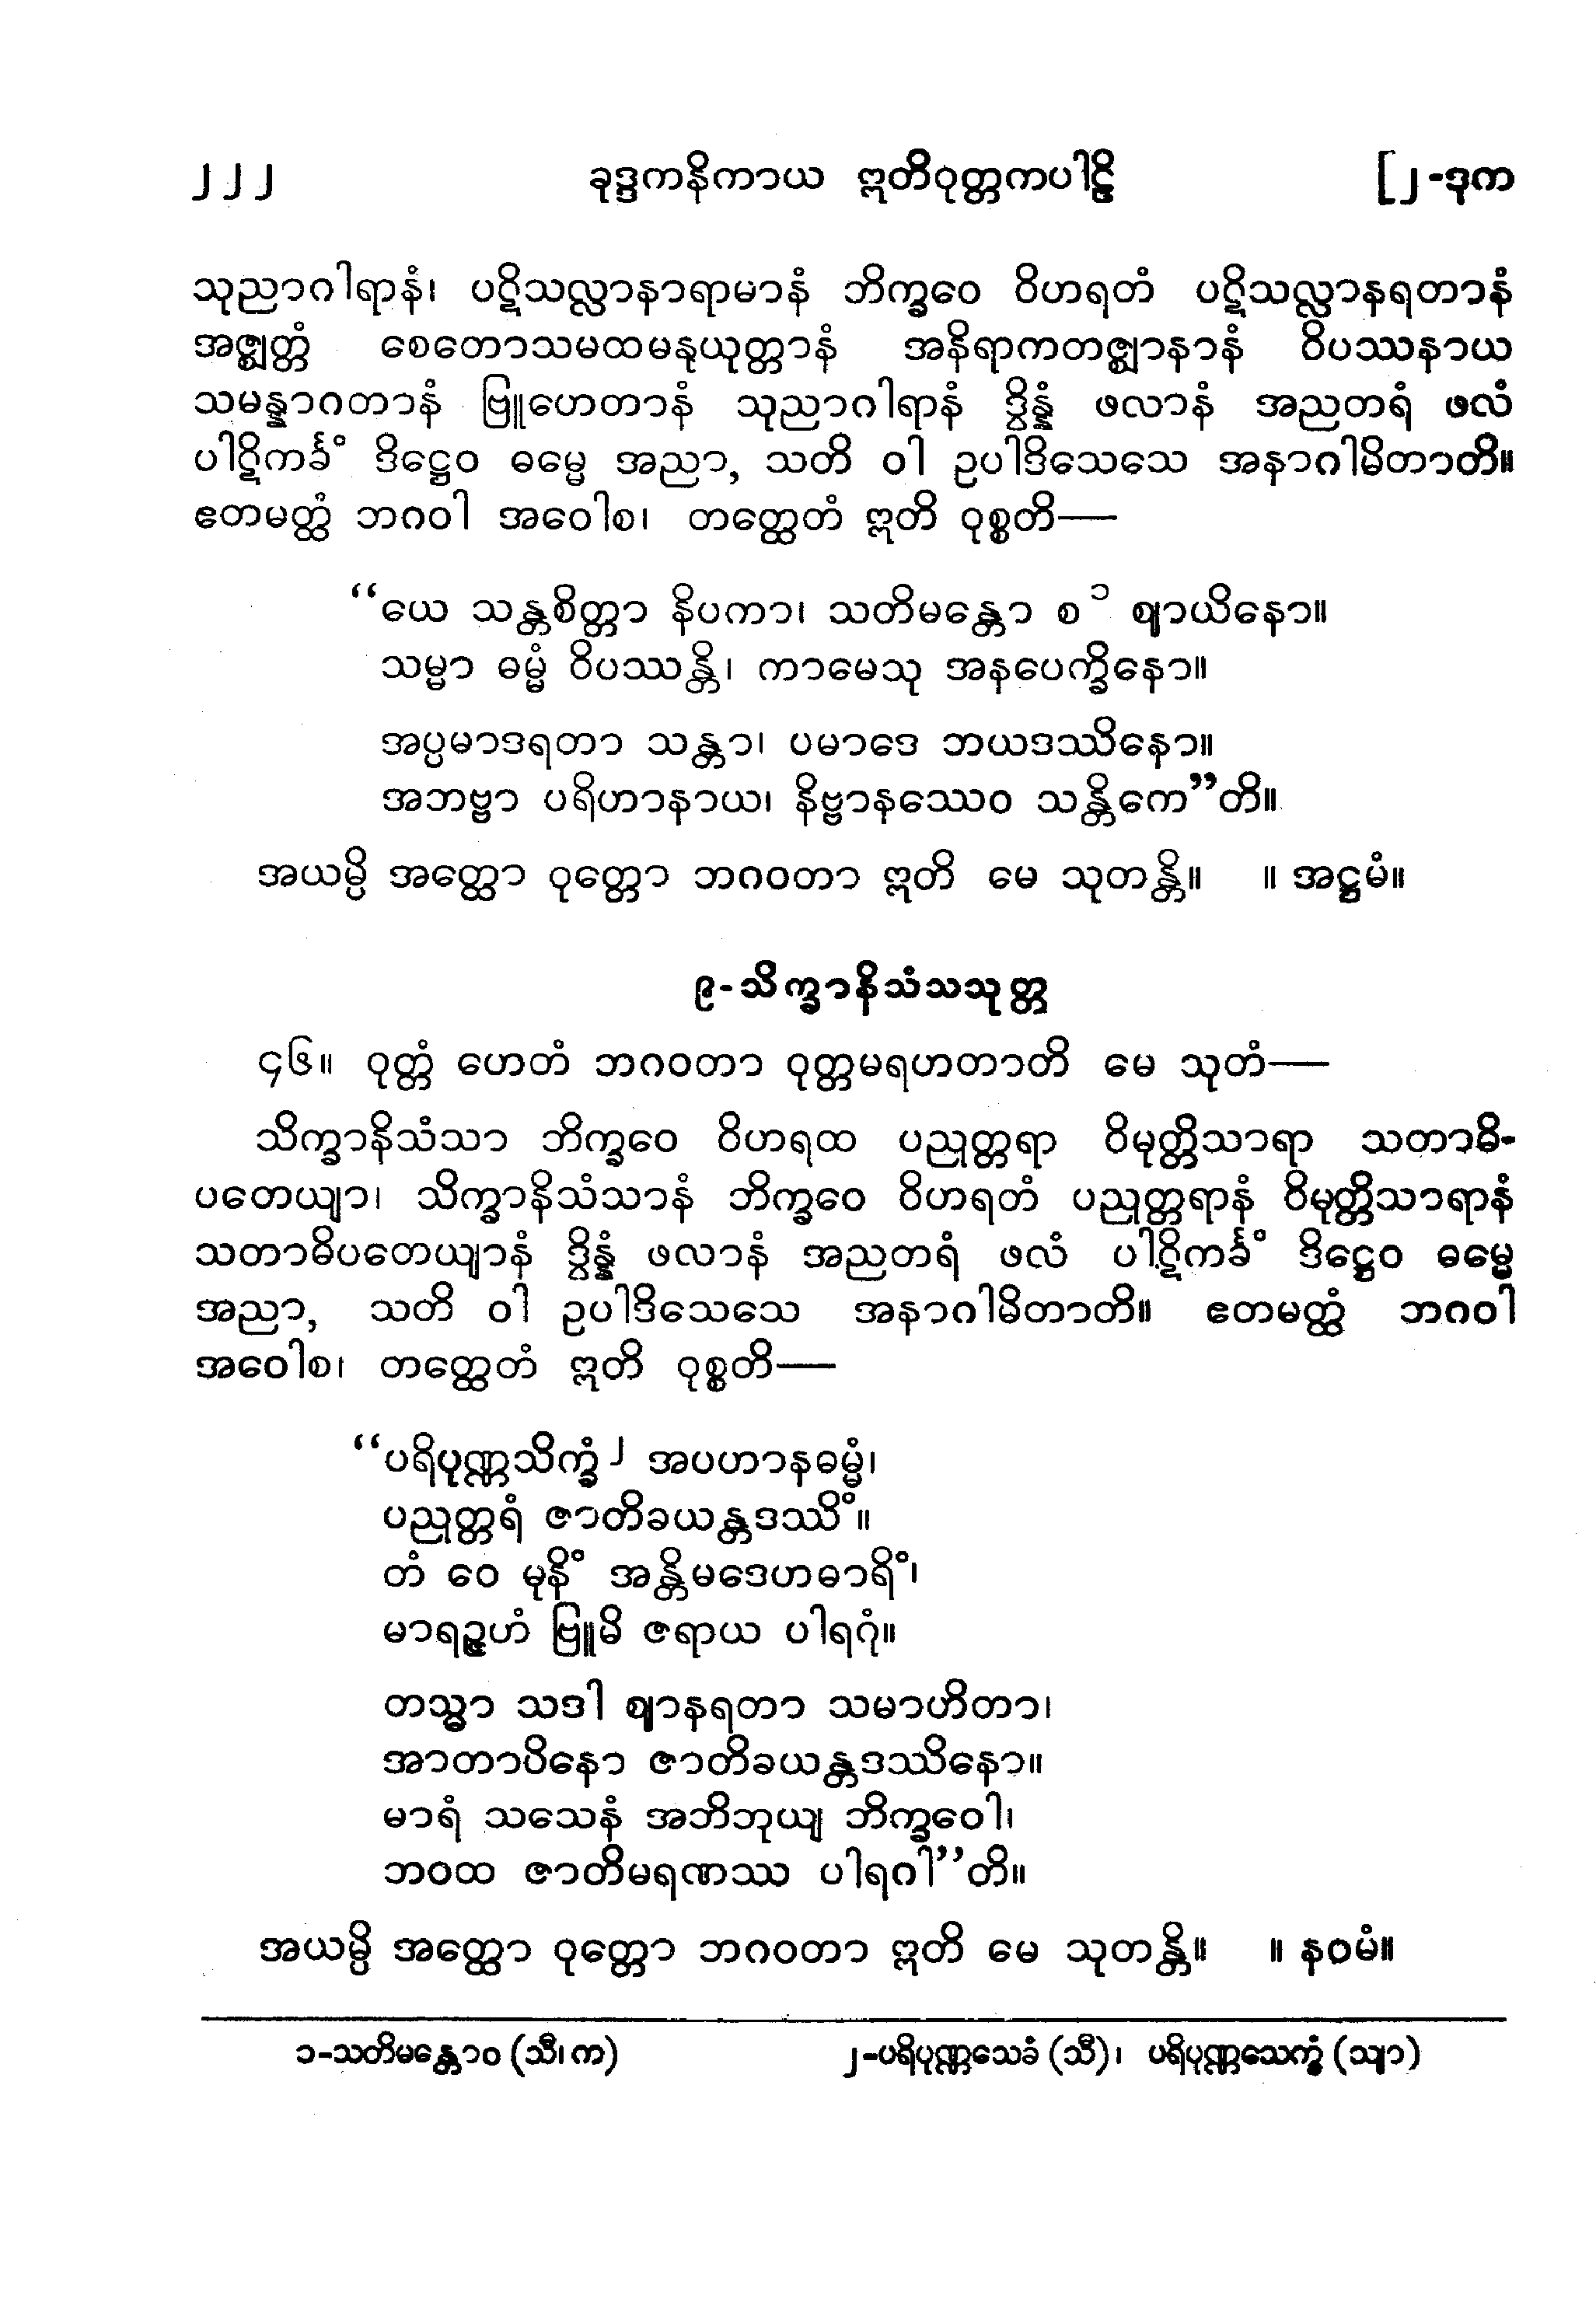 ၂၂၂ ခုဒ္ဒကနိကာယ ဣတိဝုတ္တကပါဠိ [၂-ဒုက
သုညာဂါရာနံ၊ ပဋိသလ္လာနာရာမာနံ ဘိက္ခဝေ ဝိဟရတံ ပဋိသလ္လာနရတာနံ
အဇ္ဈတ္တံ စေတောသမထမနုယုတ္တာနံ အနိရာကတဇ္ဈာနာနံ ဝိပဿနာယ
သမန္နာဂတာနံ ဗြူဟေတာနံ သုညာဂါရာနံ ဒွိန္နံ ဖလာနံ အညတရံ ဖလံ
ပါဋိကင်္ခံ ဒိဋ္ဌေဝ ဓမ္မေ အညာ, သတိ ဝါ ဥပါဒိသေသေ အနာဂါမိတာတိ။
ဧတမတ္ထံ ဘဂဝါ အဝေါစ၊ တတ္ထေတံ ဣတိ ဝုစ္စတိ—
“ယေ သန္တစိတ္တာ နိပကာ၊ သတိမန္တော စ ၁ ဈာယိနော။
သမ္မာ ဓမ္မံ ဝိပဿန္တိ၊ ကာမေသု အနပေက္ခိနော။
အပ္ပမာဒရတာ သန္တာ၊ ပမာဒေ ဘယဒဿိနော။
အဘဗ္ဗာ ပရိဟာနာယ၊ နိဗ္ဗာနဿေဝ သန္တိကေ”တိ။
အယမ္ပိ အတ္ထော ဝုတ္တော ဘဂဝတာ ဣတိ မေ သုတန္တိ။ ။ အဋ္ဌမံ။
၉-သိက္ခာနိသံသသုတ္တ
၄၆။ ဝုတ္တံ ဟေတံ ဘဂဝတာ ဝုတ္တမရဟတာတိ မေ သုတံ—
သိက္ခာနိသံသာ ဘိက္ခဝေ ဝိဟရထ ပညုတ္တရာ ဝိမုတ္တိသာရာ သတာဓိ-
ပတေယျာ၊ သိက္ခာနိသံသာနံ ဘိက္ခဝေ ဝိဟရတံ ပညုတ္တရာနံ ဝိမုတ္တိသာရာနံ
သတာဓိပတေယျာနံ ဒွိန္နံ ဖလာနံ အညတရံ ဖလံ ပါဋိကင်္ခံ ဒိဋ္ဌေဝ ဓမ္မေ
အညာ, သတိ ဝါ ဥပါဒိသေသေ အနာဂါမိတာတိ။ ဧတမတ္ထံ ဘဂဝါ
အဝေါစ၊ တတ္ထေတံ ဣတိ ဝုစ္စတိ—
“ပရိပုဏ္ဏသိက္ခံ ၂ အပဟာနဓမ္မံ၊
ပညုတ္တရံ ဇာတိခယန္တဒဿိံ။
တံ ဝေ မုနိံ အန္တိမဒေဟဓာရိံ၊
မာရဉ္ဇဟံ ဗြူမိ ဇရာယ ပါရဂုံ။
တသ္မာ သဒါ ဈာနရတာ သမာဟိတာ၊
အာတာပိနော ဇာတိခယန္တဒဿိနော။
မာရံ သသေနံ အဘိဘုယျ ဘိက္ခဝေါ၊
ဘဝထ ဇာတိမရဏဿ ပါရဂါ”တိ။
အယမ္ပိ အတ္ထော ဝုတ္တော ဘဂဝတာ ဣတိ မေ သုတန္တိ။ ။ နဝမံ။
၁-သတိမန္တောဝ (သီ၊ က) ၂-ပရိပုဏ္ဏသေခံ (သီ)၊ ပရိပုဏ္ဏသေက္ခံ (သျာ)